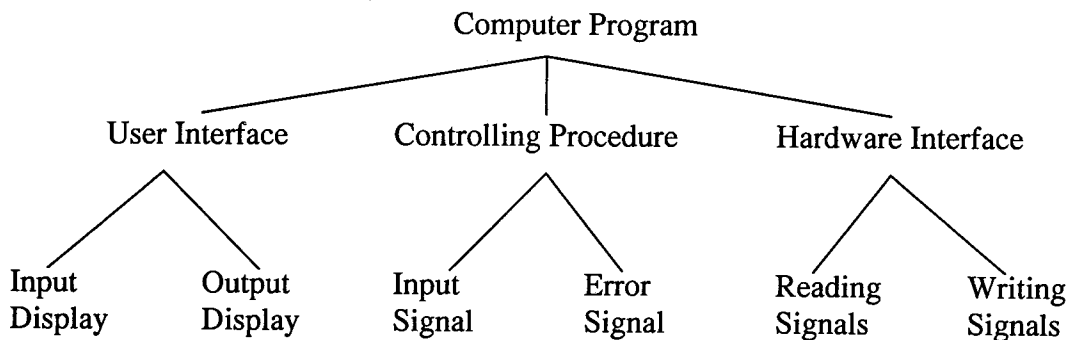 Computer Program
User Interface
Controlling Procedure
Hardware Interface
Input
Display
Output
Display
Input
Signal
Error
Signal
Reading
Signals
Writing
Signals